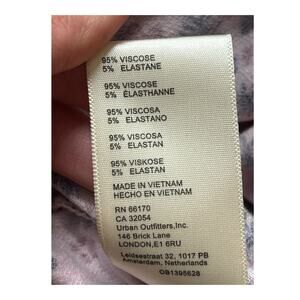 95% VISCOSE
5% ELASTANE
95% VISCOSE
5% ÉLASTHANNE
95% VISCOSA
5% ELASTANO
95% VISCOSA
5% ELASTAN
95% VISKOSE
5% ELASTAN
MADE IN VIETNAM
HECHO EN VIETNAM
RN 66170
CA 32054
Urban Outfitters,Inc.
146 Brick Lane
LONDON,E1 6RU
Leidsestraat 32, 1017 PB
Amsterdam, Netherlands
OB1395628